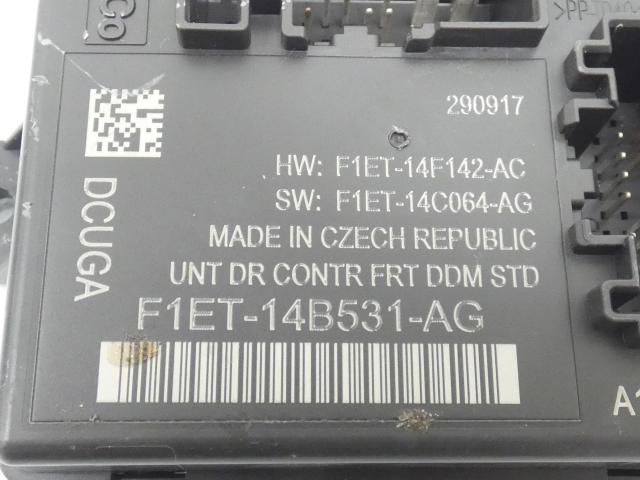 Co
290917
HW: F1ET-14F142-AC
SW: F1ET-14C064-AG
MADE IN CZECH REPUBLIC
UNT DR CONTR FRT DDM STD
F1ET-14B531-AG
DCUGA